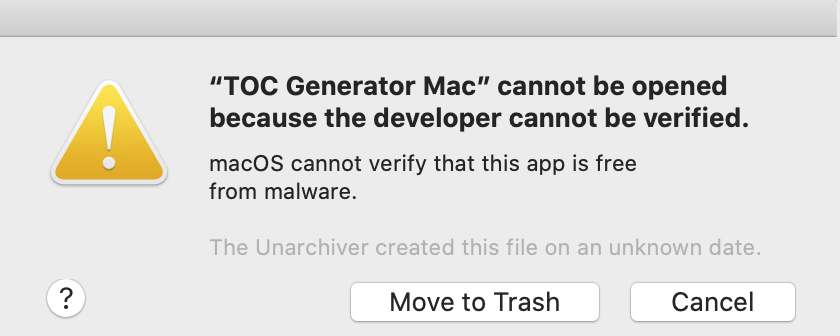 “TOC Generator Mac” cannot be opened
because the developer cannot be verified.
macOS cannot verify that this app is free
from malware.
The Unarchiver created this file on an unknown date.
?
Move to Trash
Cancel